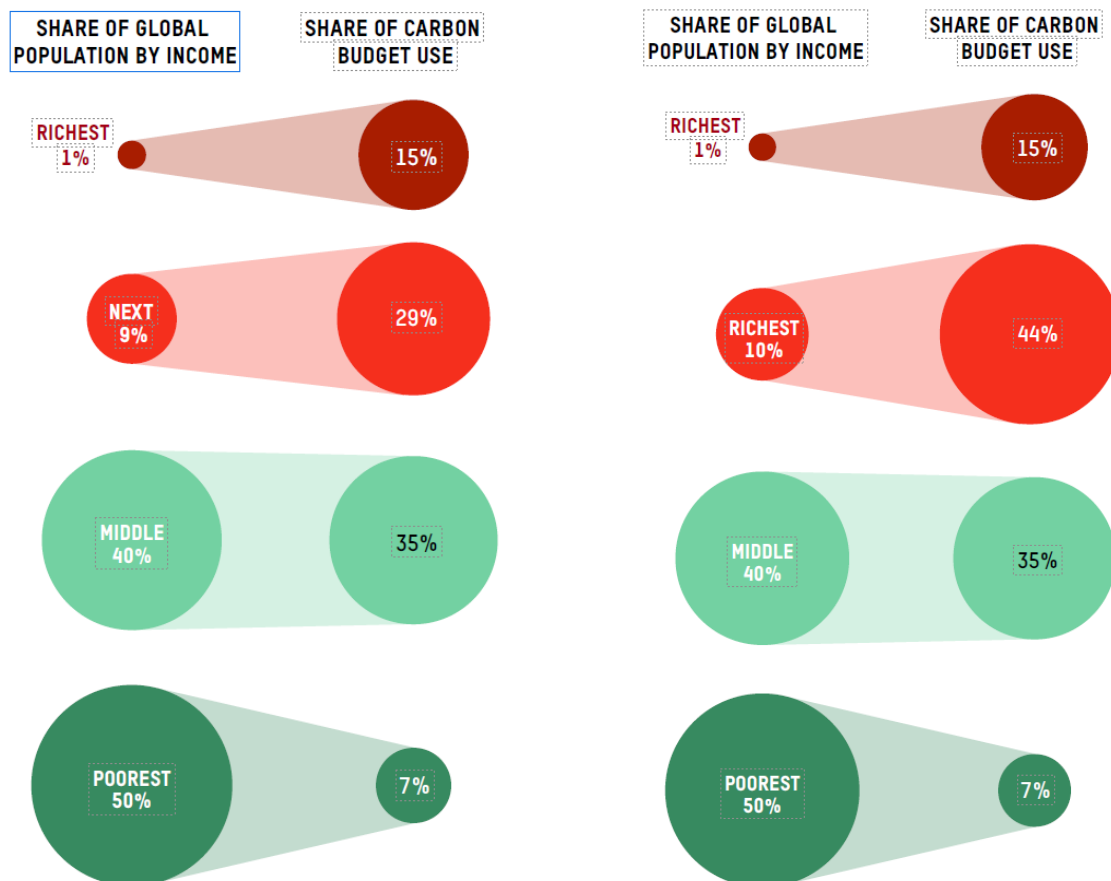 SHARE OF GLOBAL
POPULATION BY INCOME
SHARE OF CARBON
BUDGET USE
RICHEST
1%
15%
NEXT
9%
29%
MIDDLE
40%
35%
POOREST
50%
7%
SHARE OF GLOBAL
POPULATION BY INCOME
SHARE OF CARBON
BUDGET USE
RICHEST
1%
15%
RICHEST
10%
44%
MIDDLE
40%
35%
POOREST
50%
7%